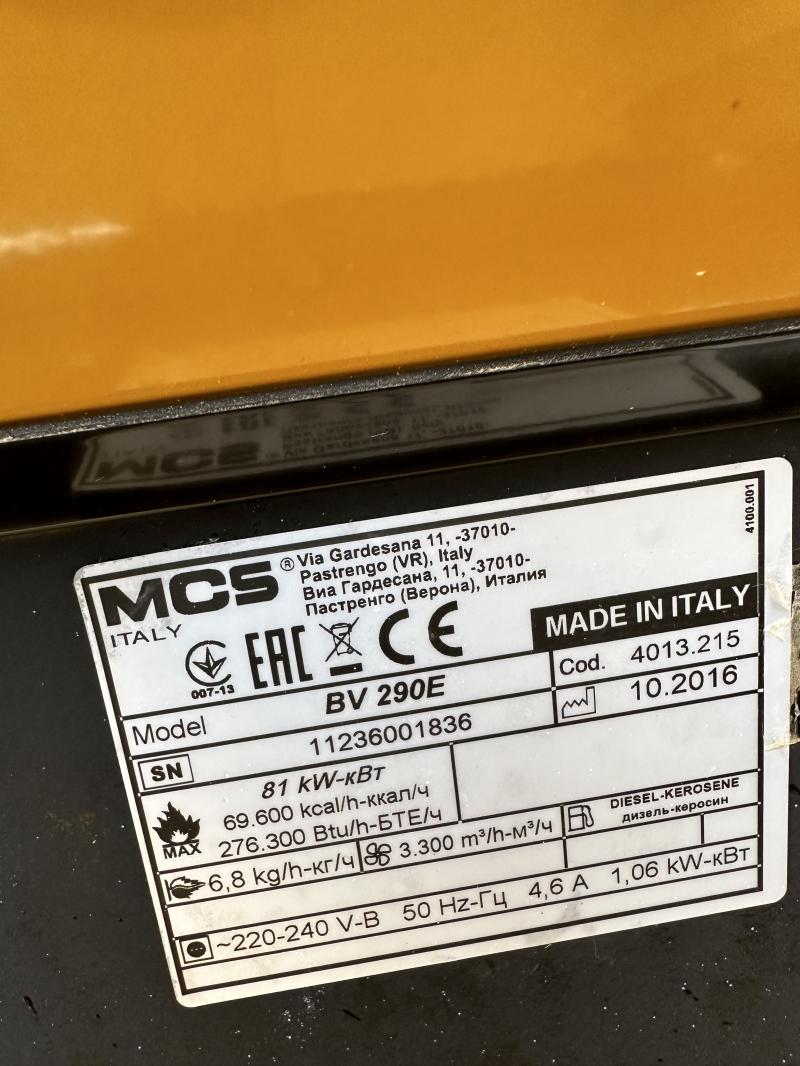 MCS®
ITALY
Via Gardesana 11, -37010-
Pastrengo (VR), Italy
Виа Гардесана, 11, -37010-
Пастренго (Верона), Италия
4100.001
007-13
EAC
CE
MADE IN ITALY
Model BV 290E
Cod. 4013.215
SN 11236001836
10.2016
MAX
81 kW-кВт
69.600 kcal/h-ккал/ч
276.300 Btu/h-БТЕ/ч
6,8 kg/h-кг/ч
3.300 m³/h-м³/ч
DIESEL-KEROSENE
дизель-керосин
~220-240 V-В 50 Hz-Гц 4,6 A 1,06 kW-кВт